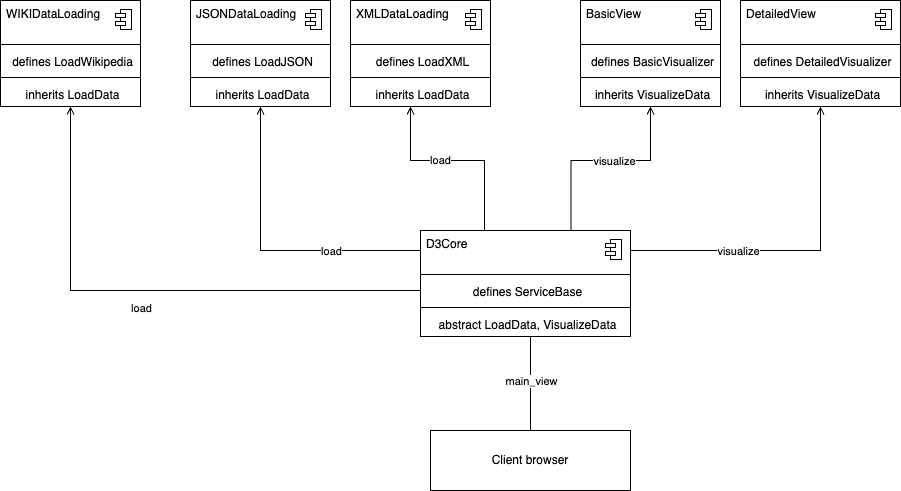 WIKIDataLoading
defines LoadWikipedia
inherits LoadData
JSONDataLoading
defines LoadJSON
inherits LoadData
XMLDataLoading
defines LoadXML
inherits LoadData
BasicView
defines BasicVisualizer
inherits VisualizeData
DetailedView
defines DetailedVisualizer
inherits VisualizeData
load
visualize
load
visualize
load
D3Core
defines ServiceBase
abstract LoadData, VisualizeData
main_view
Client browser